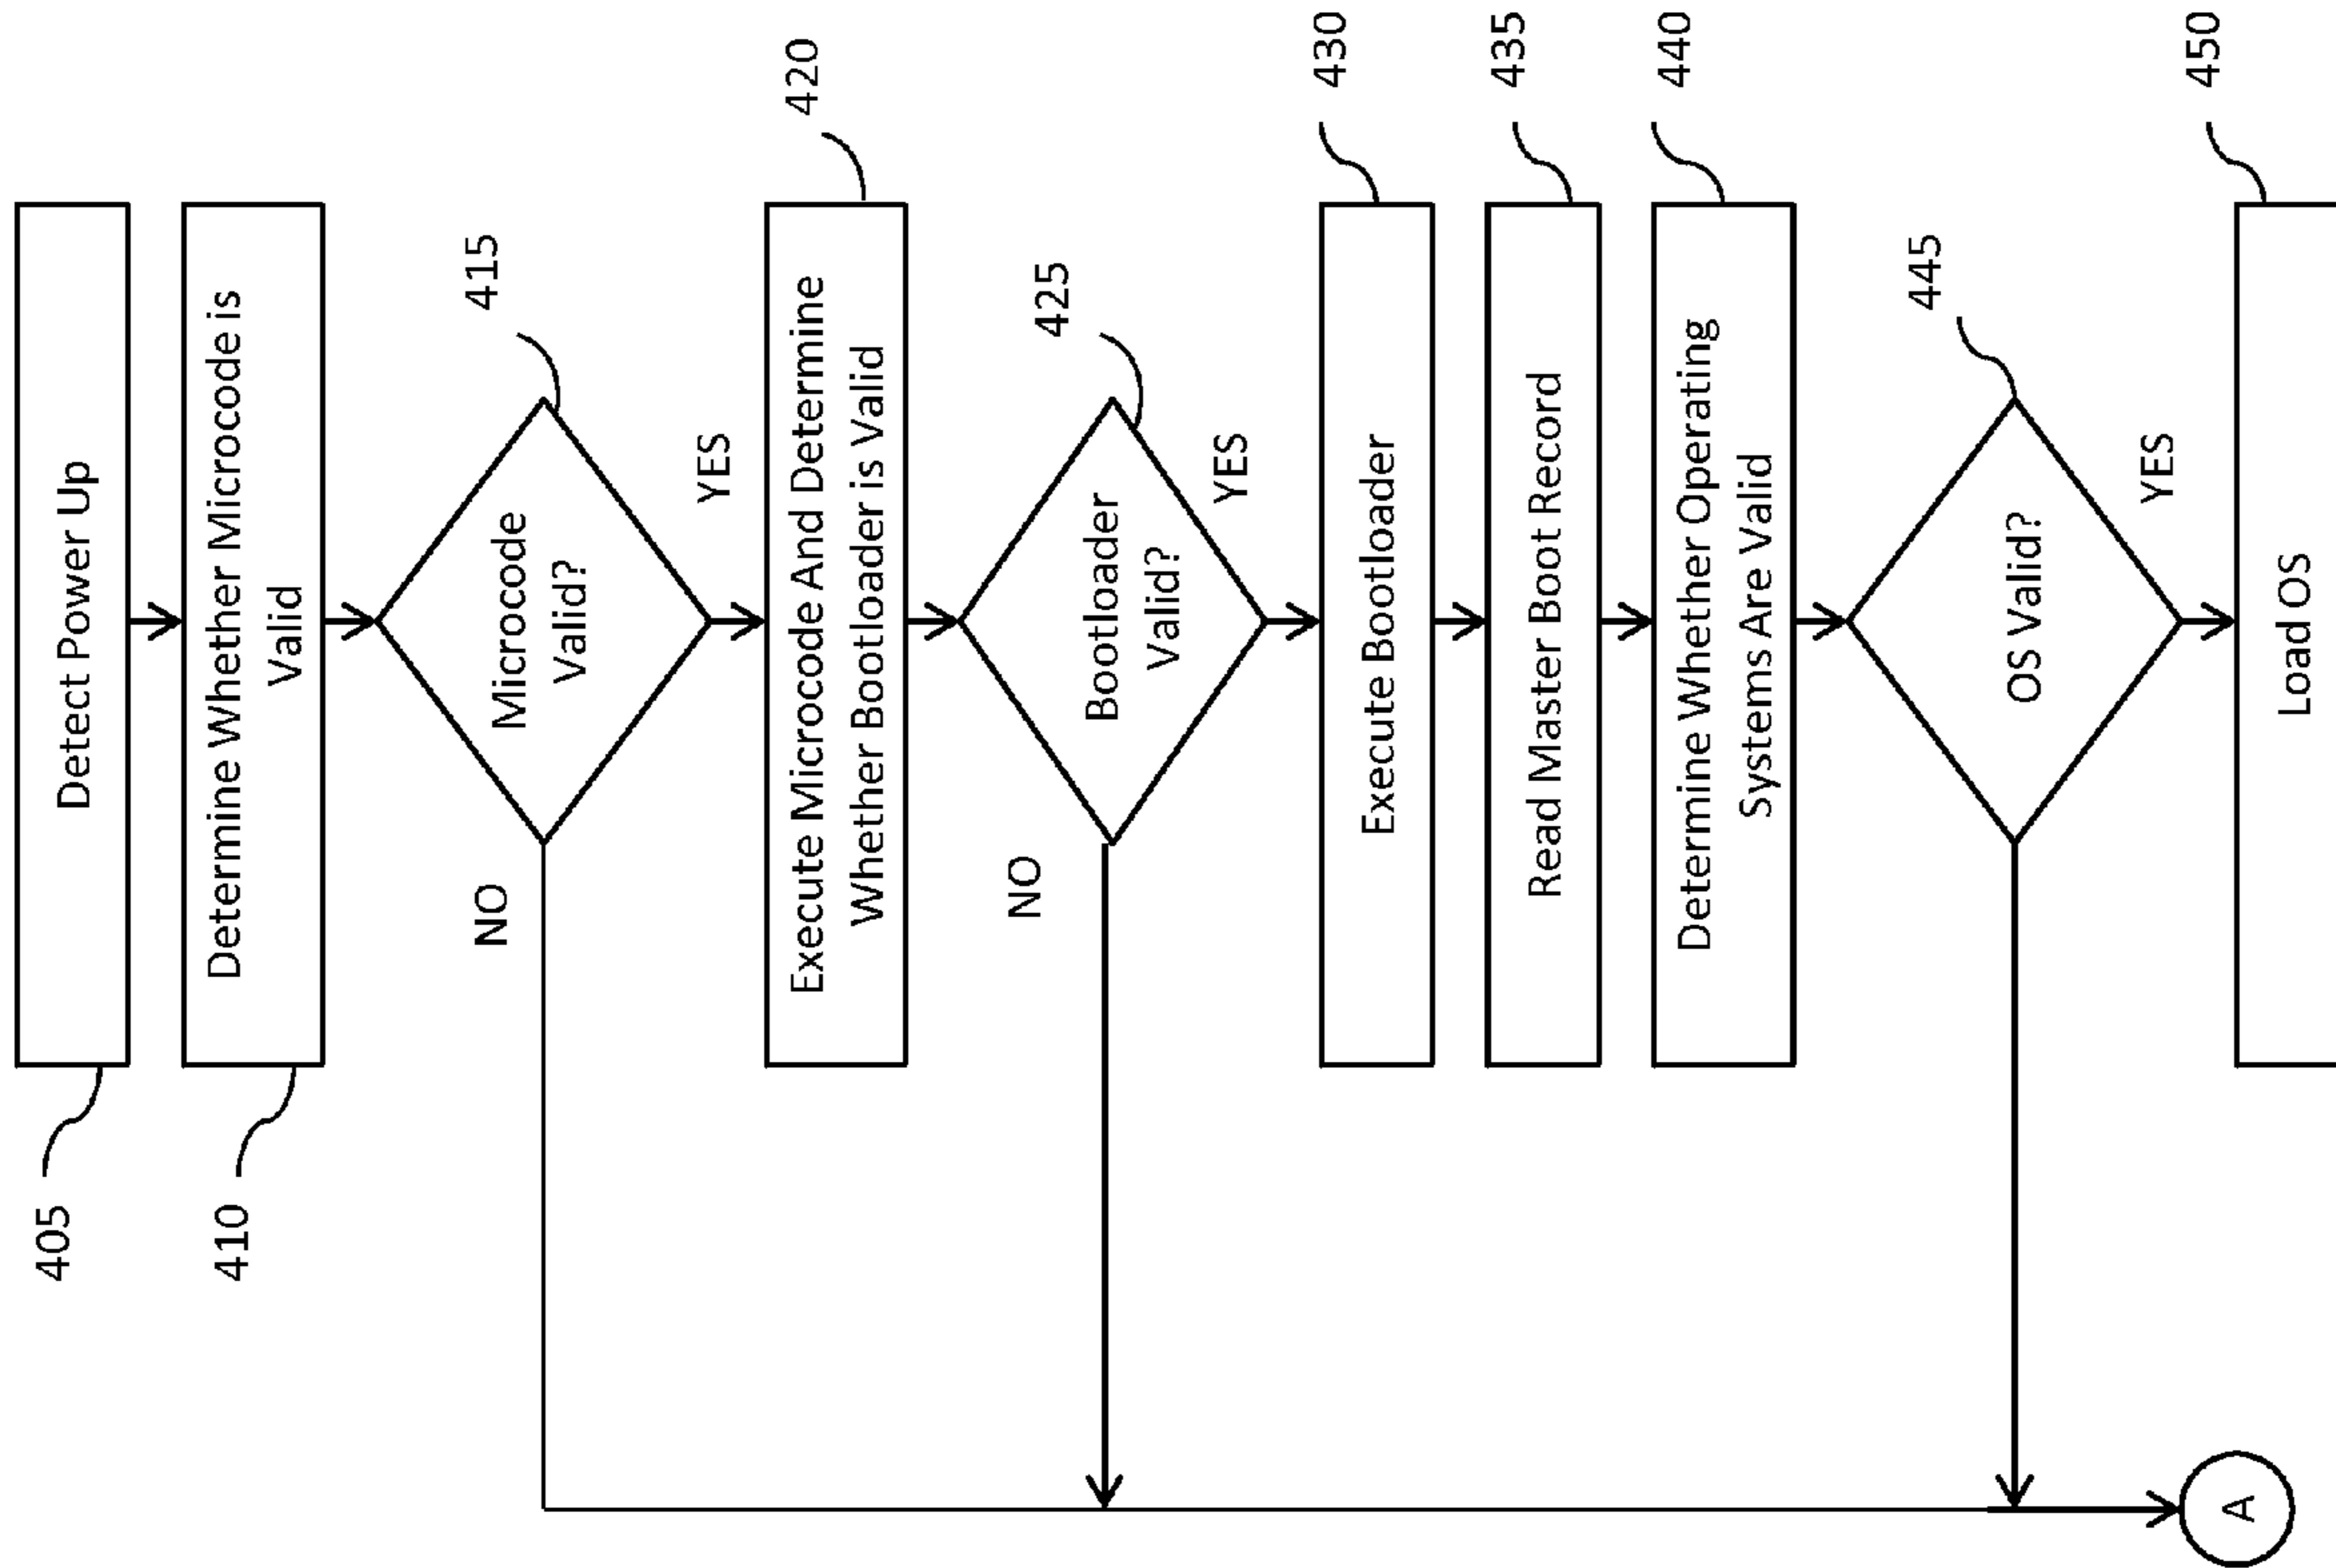 Detect Power Up
405
Determine Whether Microcode is
Valid
410
Microcode
Valid?
415
NO
YES
Execute Microcode And Determine
Whether Bootloader is Valid
420
Bootloader
Valid?
425
NO
YES
Execute Bootloader
430
Read Master Boot Record
435
Determine Whether Operating
Systems Are Valid
440
OS Valid?
445
YES
Load OS
450
A